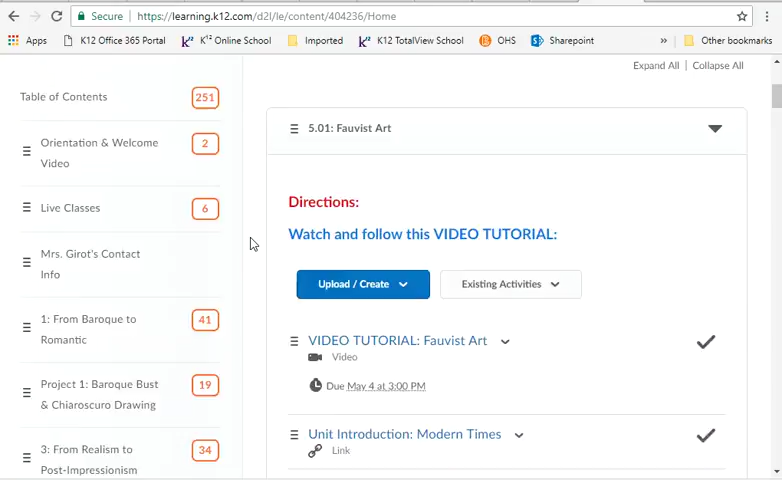 Secure https://learning.k12.com/d2l/le/content/404236/Home
Apps K12 Office 365 Portal K¹² Online School Imported K12 TotalView School OHS Sharepoint » Other bookmarks
Expand All | Collapse All
Table of Contents 251
Orientation & Welcome
Video
2
Live Classes 6
Mrs. Girot's Contact
Info
1: From Baroque to
Romantic
41
Project 1: Baroque Bust
& Chiaroscuro Drawing
19
3: From Realism to
Post-Impressionism
34
5.01: Fauvist Art
Directions:
Watch and follow this VIDEO TUTORIAL:
Upload / Create Existing Activities
VIDEO TUTORIAL: Fauvist Art
Video
Due May 4 at 3:00 PM
Unit Introduction: Modern Times
Link